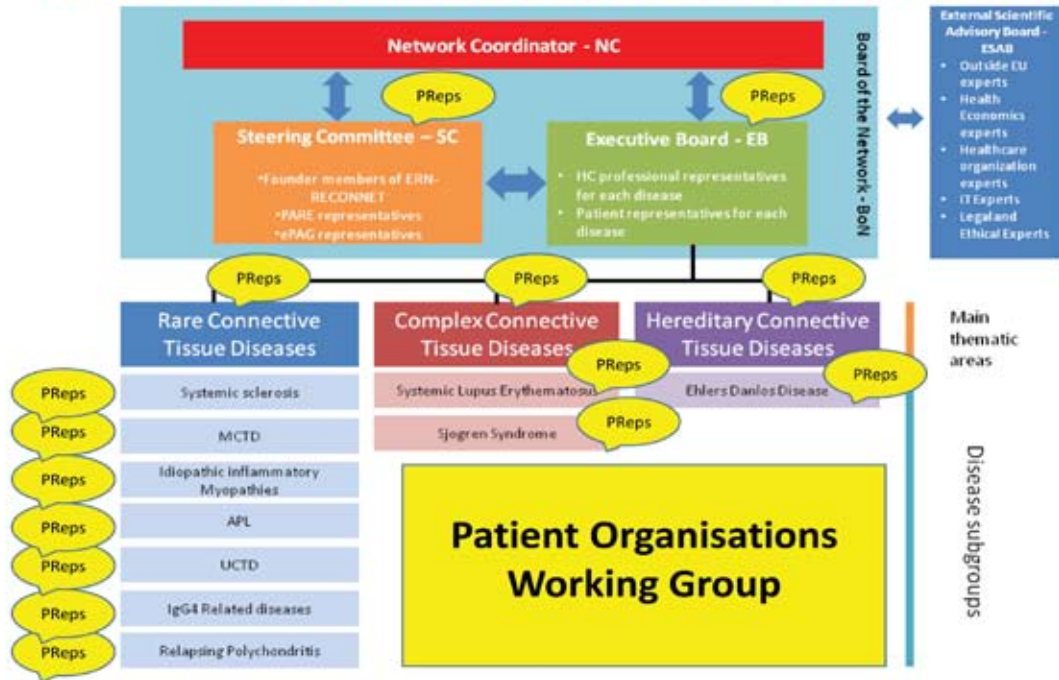 Network Coordinator - NC
PReps
PReps
Steering Committee – SC
•Founder members of ERN-
RECONNET
•PARE representatives
•ePAG representatives
Executive Board - EB
• HC professional representatives
for each disease
• Patient representatives for each
disease
Board of the Network - BoN
External Scientific
Advisory Board -
ESAB
• Outside EU
experts
• Health
Economics
experts
• Healthcare
organization
experts
• IT Experts
• Legal and
Ethical Experts
PReps
PReps
PReps
Rare Connective
Tissue Diseases
Complex Connective
Tissue Diseases
Hereditary Connective
Tissue Diseases
Main
thematic
areas
PReps
Systemic sclerosis
PReps
MCTD
PReps
Idiopathic Inflammatory
Myopathies
PReps
APL
PReps
UCTD
PReps
IgG4 Related diseases
PReps
Relapsing Polychondritis
PReps
Systemic Lupus Erythematosus
PReps
Sjogren Syndrome
PReps
Ehlers Danlos Disease
Disease subgroups
Patient Organisations
Working Group